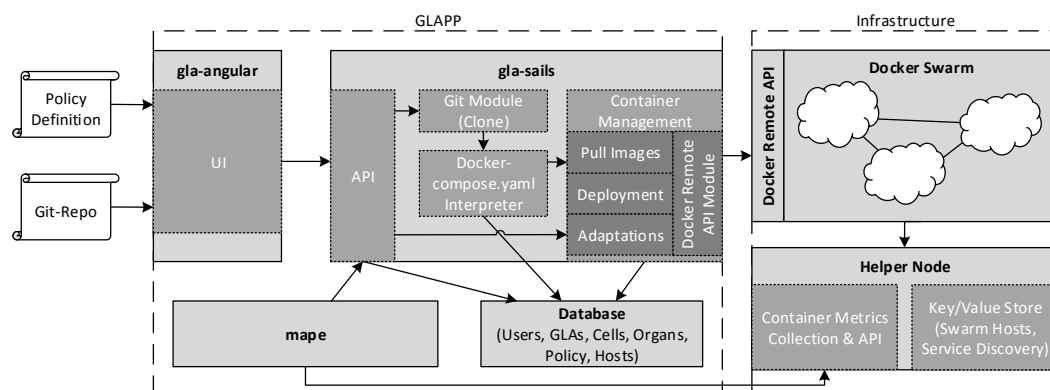 GLAPP
Infrastructure
Policy
Definition
Git-Repo
gla-angular
UI
gla-sails
API
Git Module
(Clone)
Docker-
compose.yaml
Interpreter
Container
Management
Pull Images
Deployment
Adaptations
Docker Remote
API Module
Docker Remote API
Docker Swarm
mape
Database
(Users, GLAs, Cells, Organs,
Policy, Hosts)
Helper Node
Container Metrics
Collection & API
Key/Value Store
(Swarm Hosts,
Service Discovery)